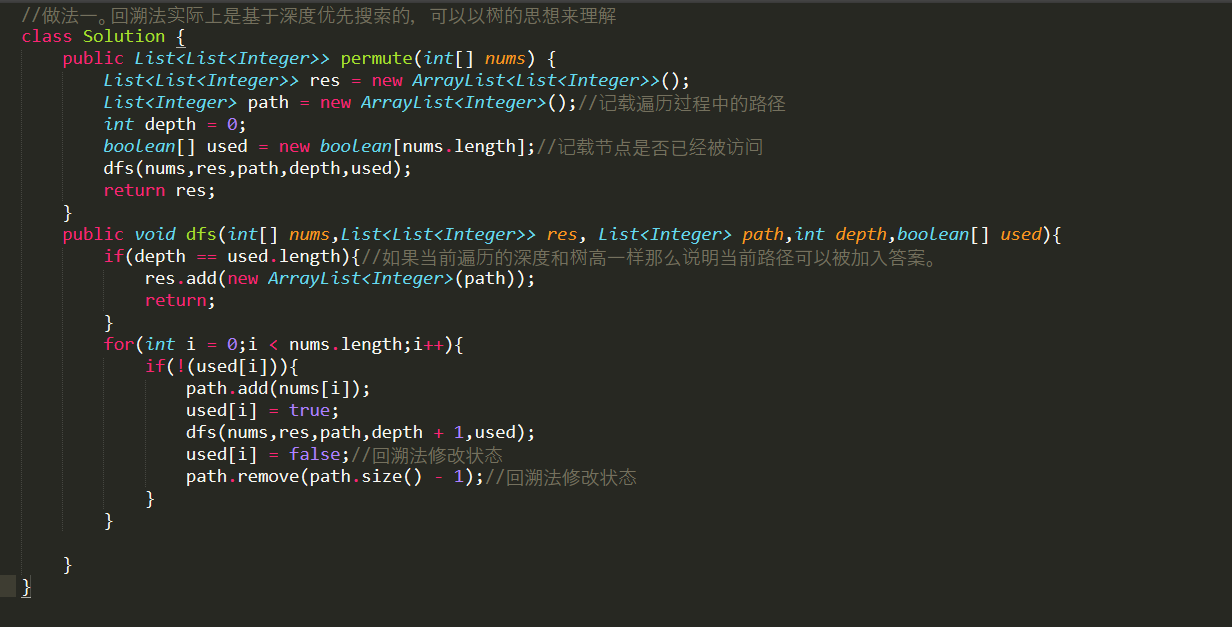 //做法一。回溯法实际上是基于深度优先搜索的，可以以树的思想来理解
class Solution {
    public List<List<Integer>> permute(int[] nums) {
        List<List<Integer>> res = new ArrayList<List<Integer>>();
        List<Integer> path = new ArrayList<Integer>();//记载遍历过程中的路径
        int depth = 0;
        boolean[] used = new boolean[nums.length];//记载节点是否已经被访问
        dfs(nums,res,path,depth,used);
        return res;
    }
    public void dfs(int[] nums,List<List<Integer>> res, List<Integer> path,int depth,boolean[] used){
        if(depth == used.length){//如果当前遍历的深度和树高一样那么说明当前路径可以被加入答案。
            res.add(new ArrayList<Integer>(path));
            return;
        }
        for(int i = 0;i < nums.length;i++){
            if(!(used[i])){
                path.add(nums[i]);
                used[i] = true;
                dfs(nums,res,path,depth + 1,used);
                used[i] = false;//回溯法修改状态
                path.remove(path.size() - 1);//回溯法修改状态
            }
        }
    }
}